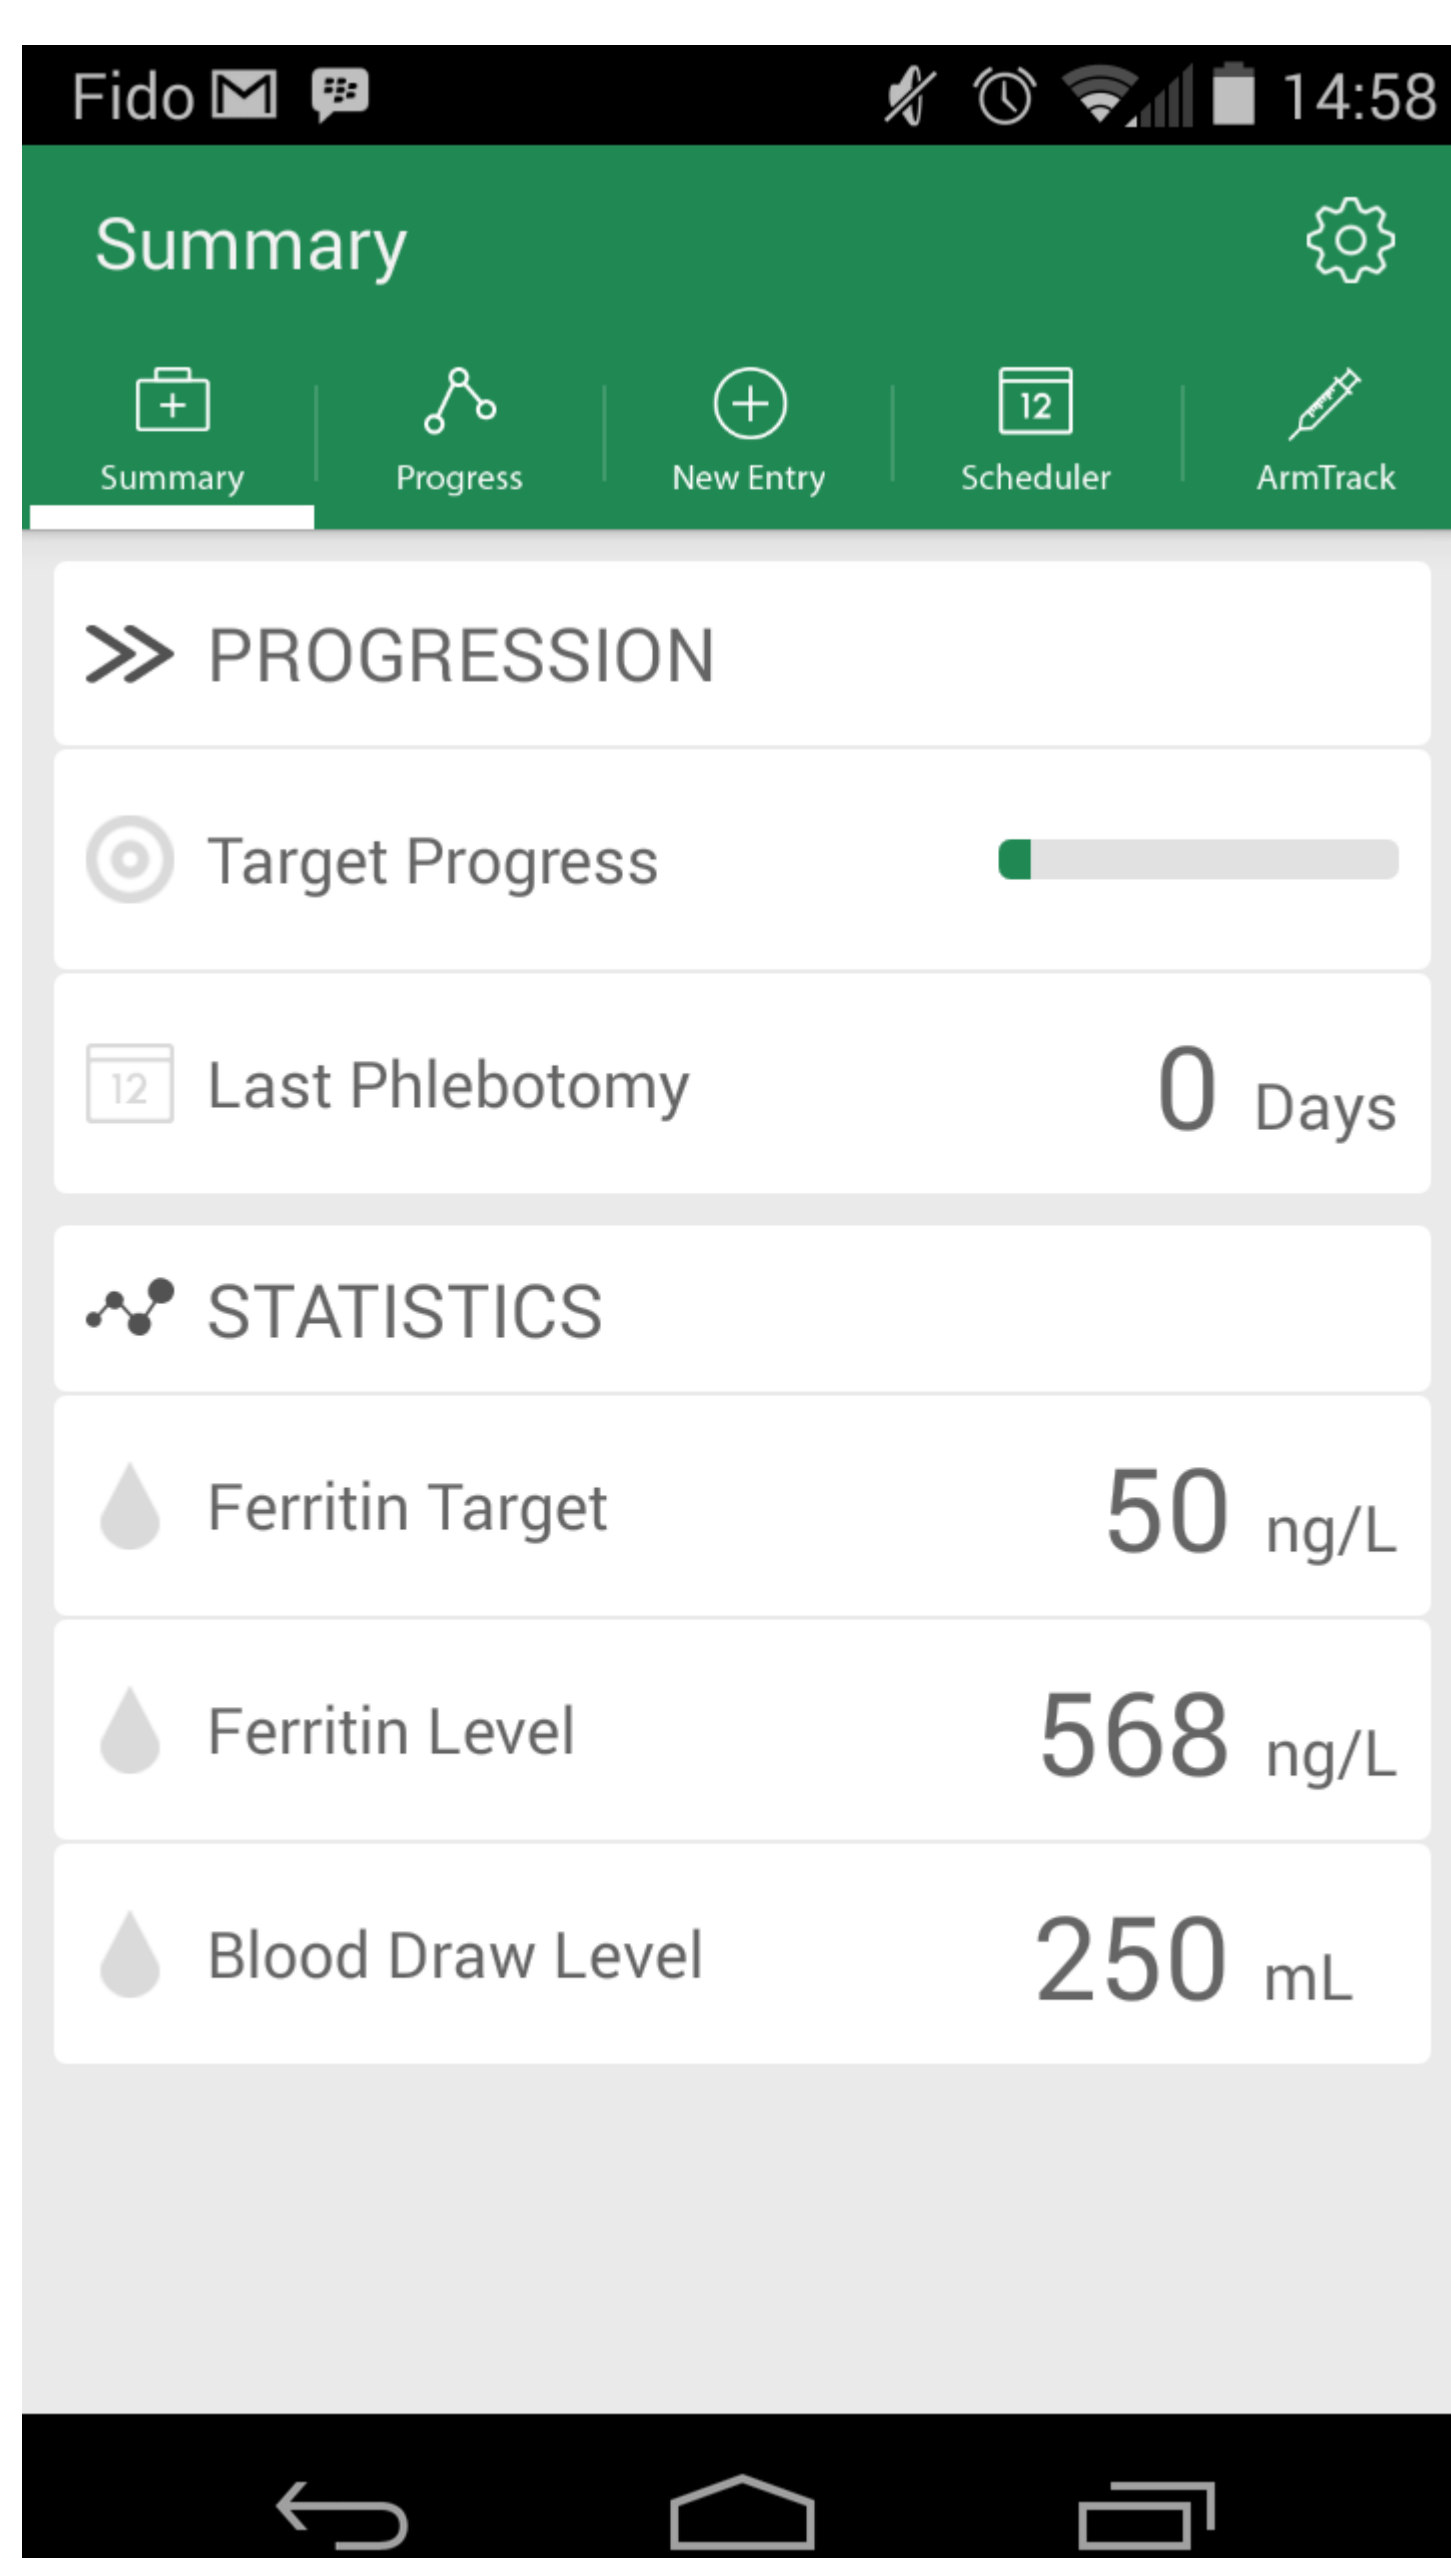 Fido 14:58
Summary
12
Summary Progress New Entry Scheduler ArmTrack
PROGRESSION
Target Progress
12 Last Phlebotomy 0 Days
STATISTICS
Ferritin Target 50 ng/L
Ferritin Level 568 ng/L
Blood Draw Level 250 mL